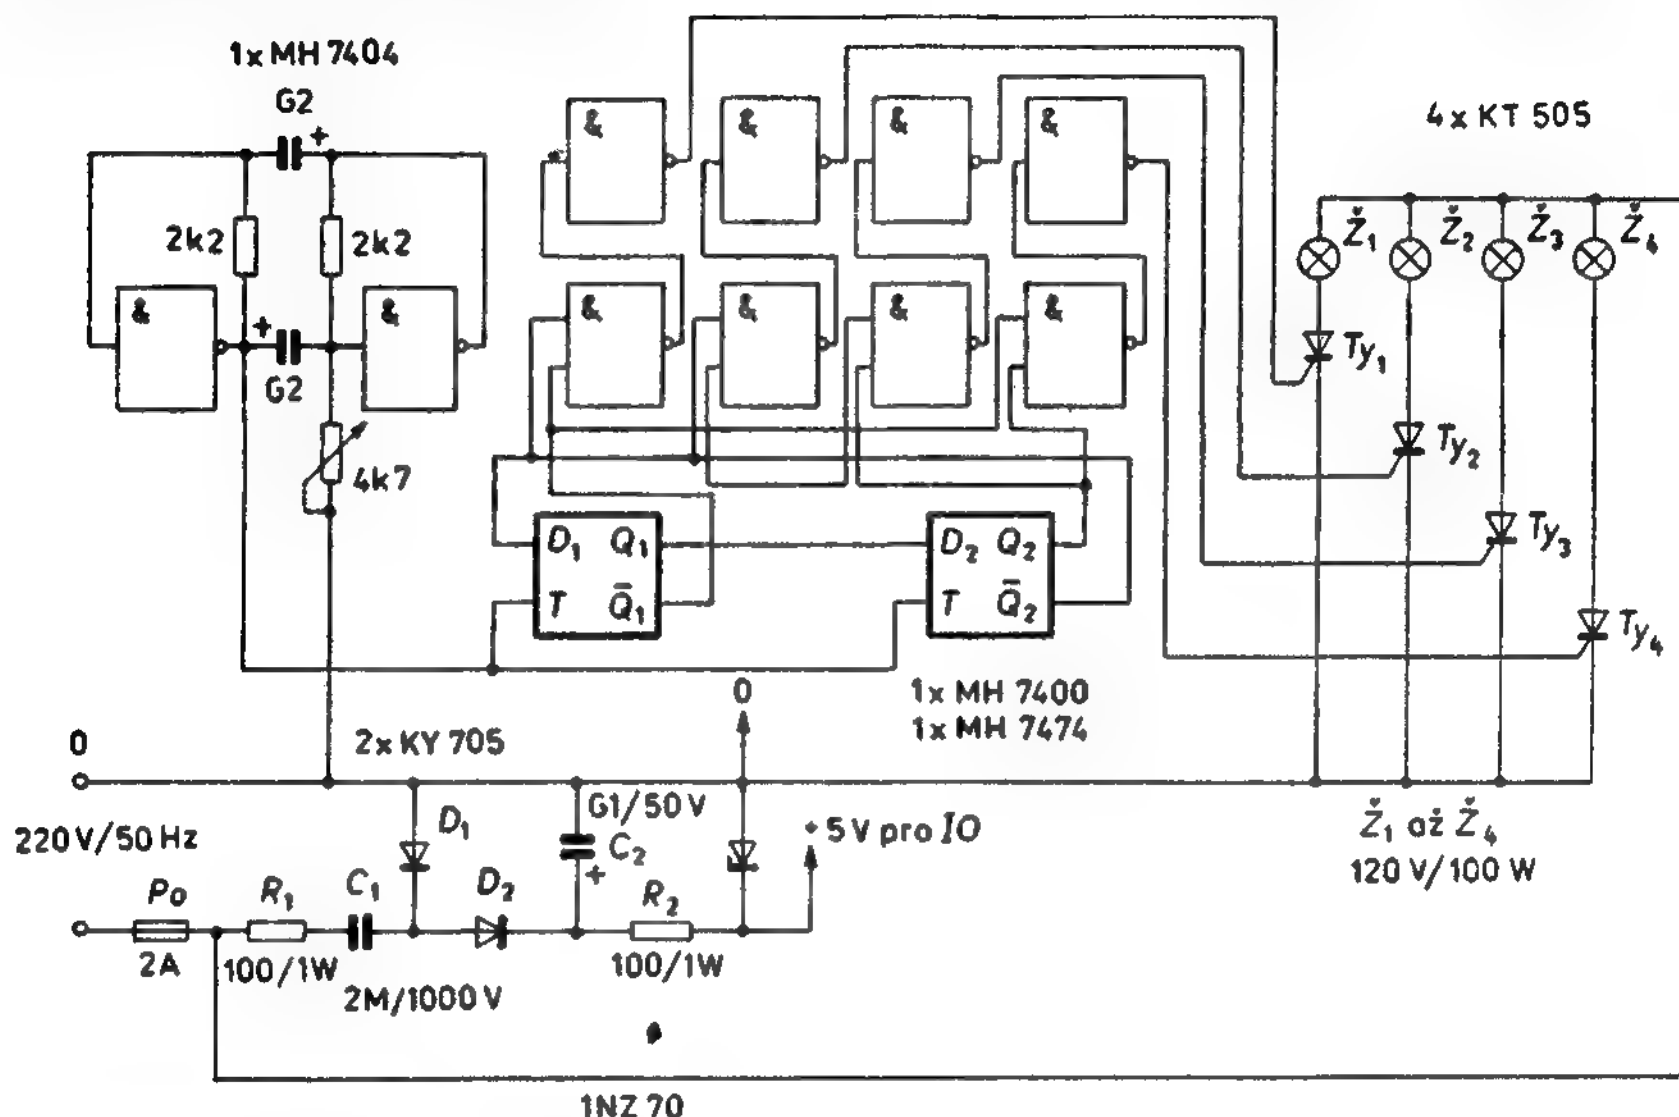 1x MH 7404
G2
+
2k2
2k2
&
+
G2
&
4k7
&
&
&
&
&
&
&
&
D1 Q1
T Q̄1
D2 Q2
T Q̄2
1x MH 7400
1x MH 7474
4x KT 505
Ž1
Ž2
Ž3
Ž4
Ty1
Ty2
Ty3
Ty4
0
0
2x KY 705
220 V/50 Hz
D1
G1/50 V
C2
+
+5 V pro IO
Ž1 až Ž4
120 V/100 W
Po
R1
C1
D2
R2
2A
100/1W
100/1W
2M/1000 V
1NZ 70